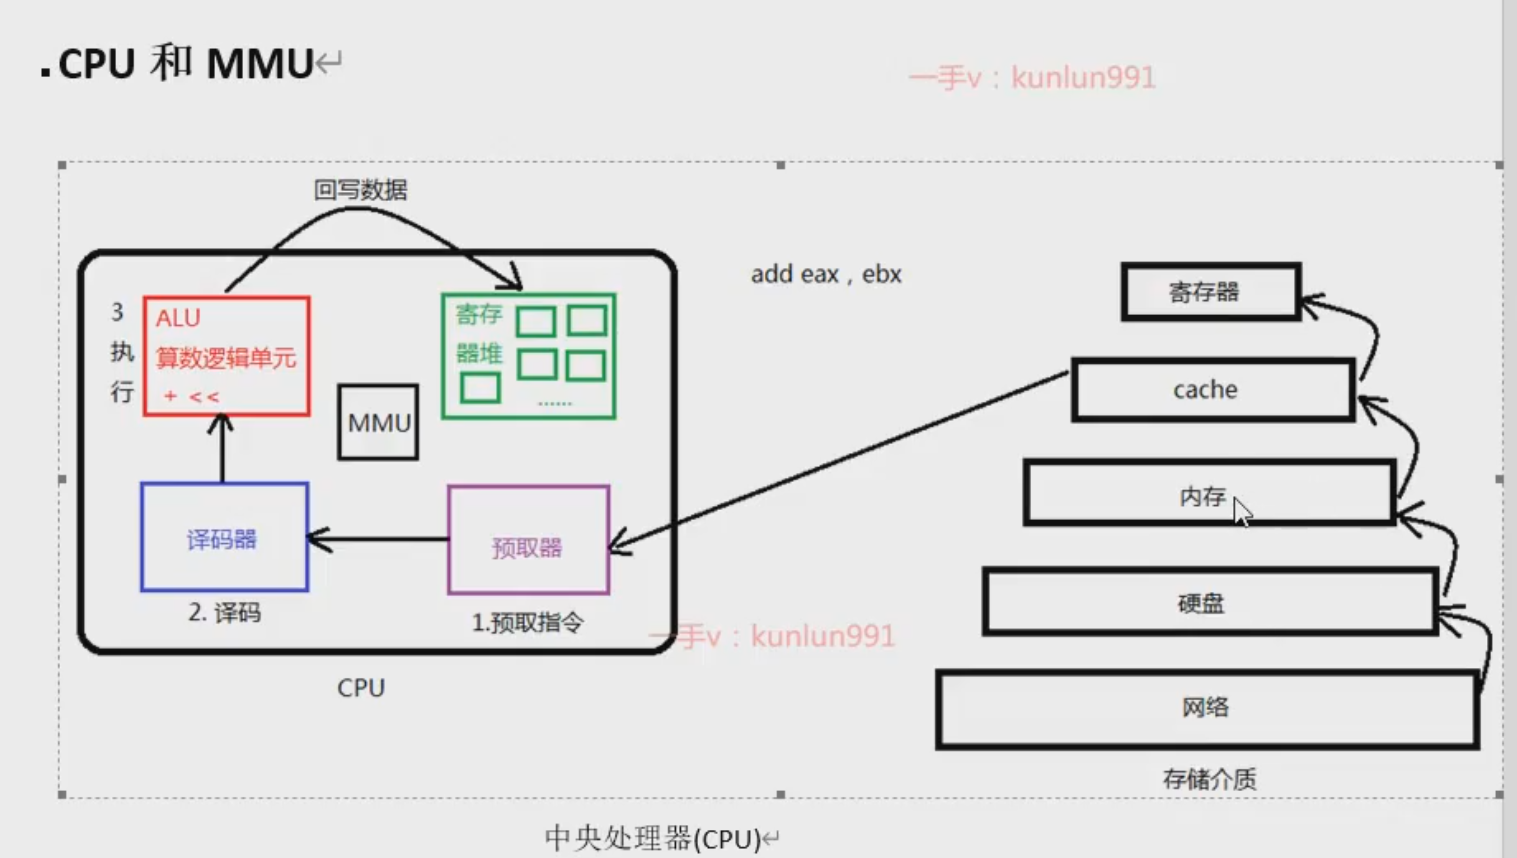 .CPU 和 MMU↵
一手v：kunlun991
回写数据
add eax，ebx
3
执
行
ALU
算数逻辑单元
+ <<
寄存
器堆
......
MMU
译码器
2. 译码
预取器
1.预取指令
CPU
寄存器
cache
内存
硬盘
网络
存储介质
一手v：kunlun991
中央处理器(CPU)↵